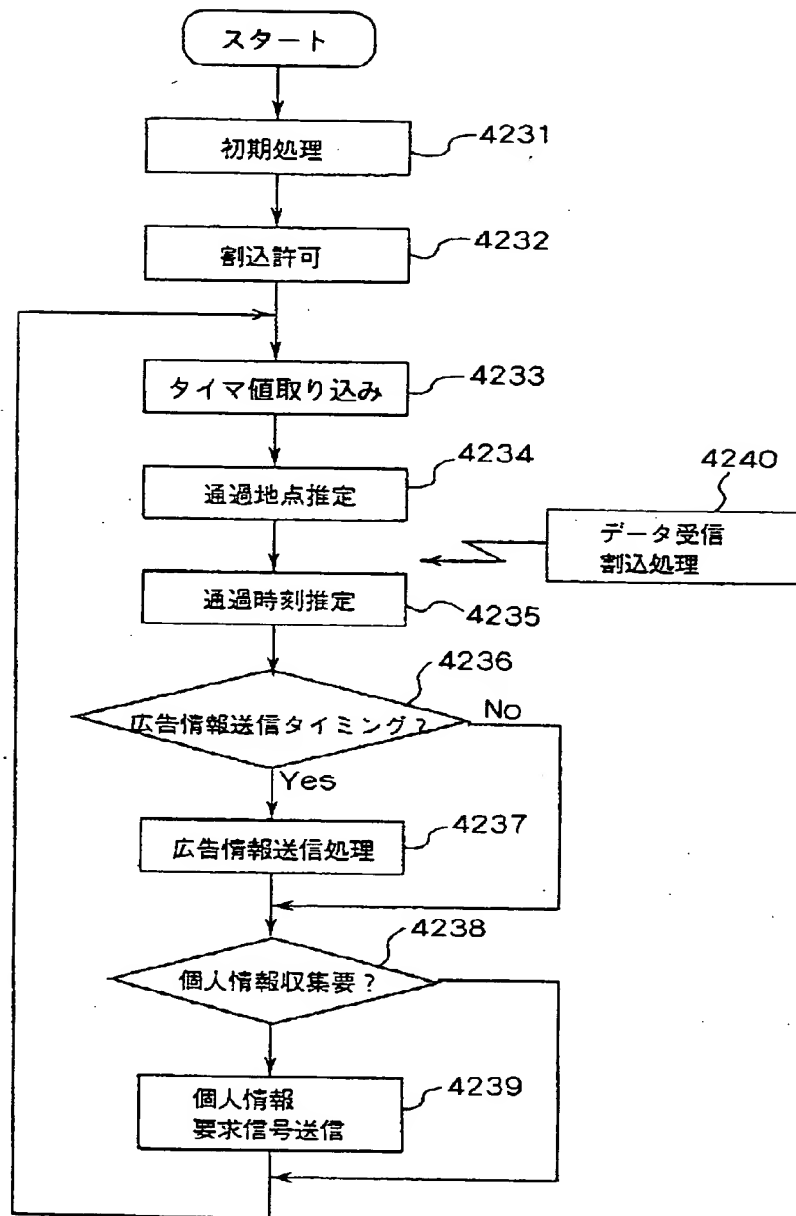 スタート
4231
初期処理
4232
割込許可
4233
タイマ値取り込み
4234
通過地点推定
4240
データ受信
割込処理
通過時刻推定
4235
4236
広告情報送信タイミング?
No
Yes
4237
広告情報送信処理
4238
個人情報収集要?
4239
個人情報
要求信号送信